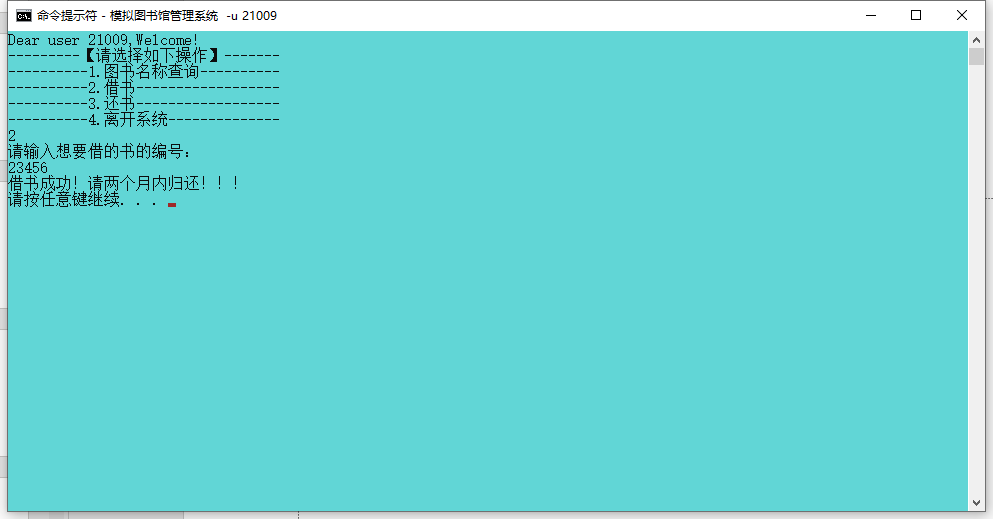 命令提示符 - 模拟图书馆管理系统  -u 21009
Dear user 21009,Welcome!
---------【请选择如下操作】-------
----------1.图书名称查询----------
----------2.借书------------------
----------3.还书------------------
----------4.离开系统--------------
2
请输入想要借的书的编号：
23456
借书成功！请两个月内归还！！！
请按任意键继续. . .